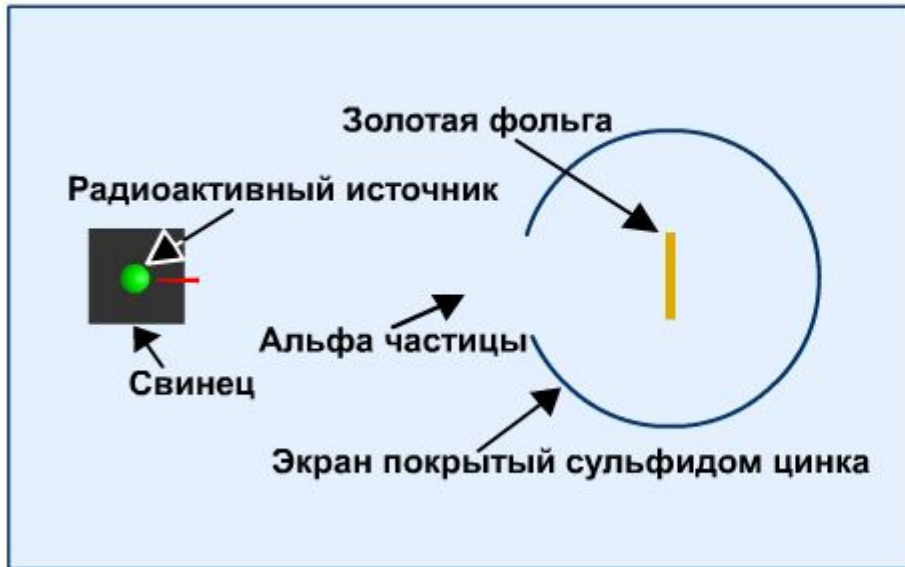 Золотая фольга
Радиоактивный источник
Альфа частицы
Свинец
Экран покрытый сульфидом цинка